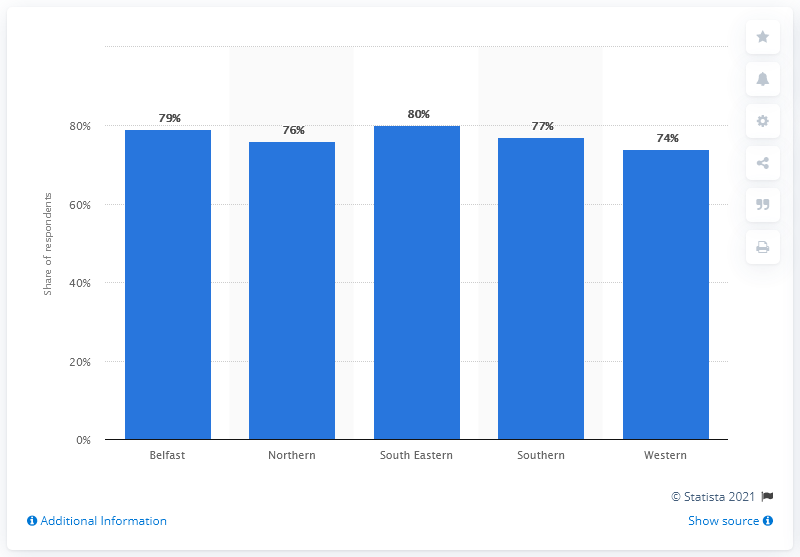 79%
76%
80%
77%
74%
80%
60%
40%
20%
0%
Share of respondents
Belfast
Northern
South Eastern
Southern
Western
© Statista 2021
Additional Information
Show source